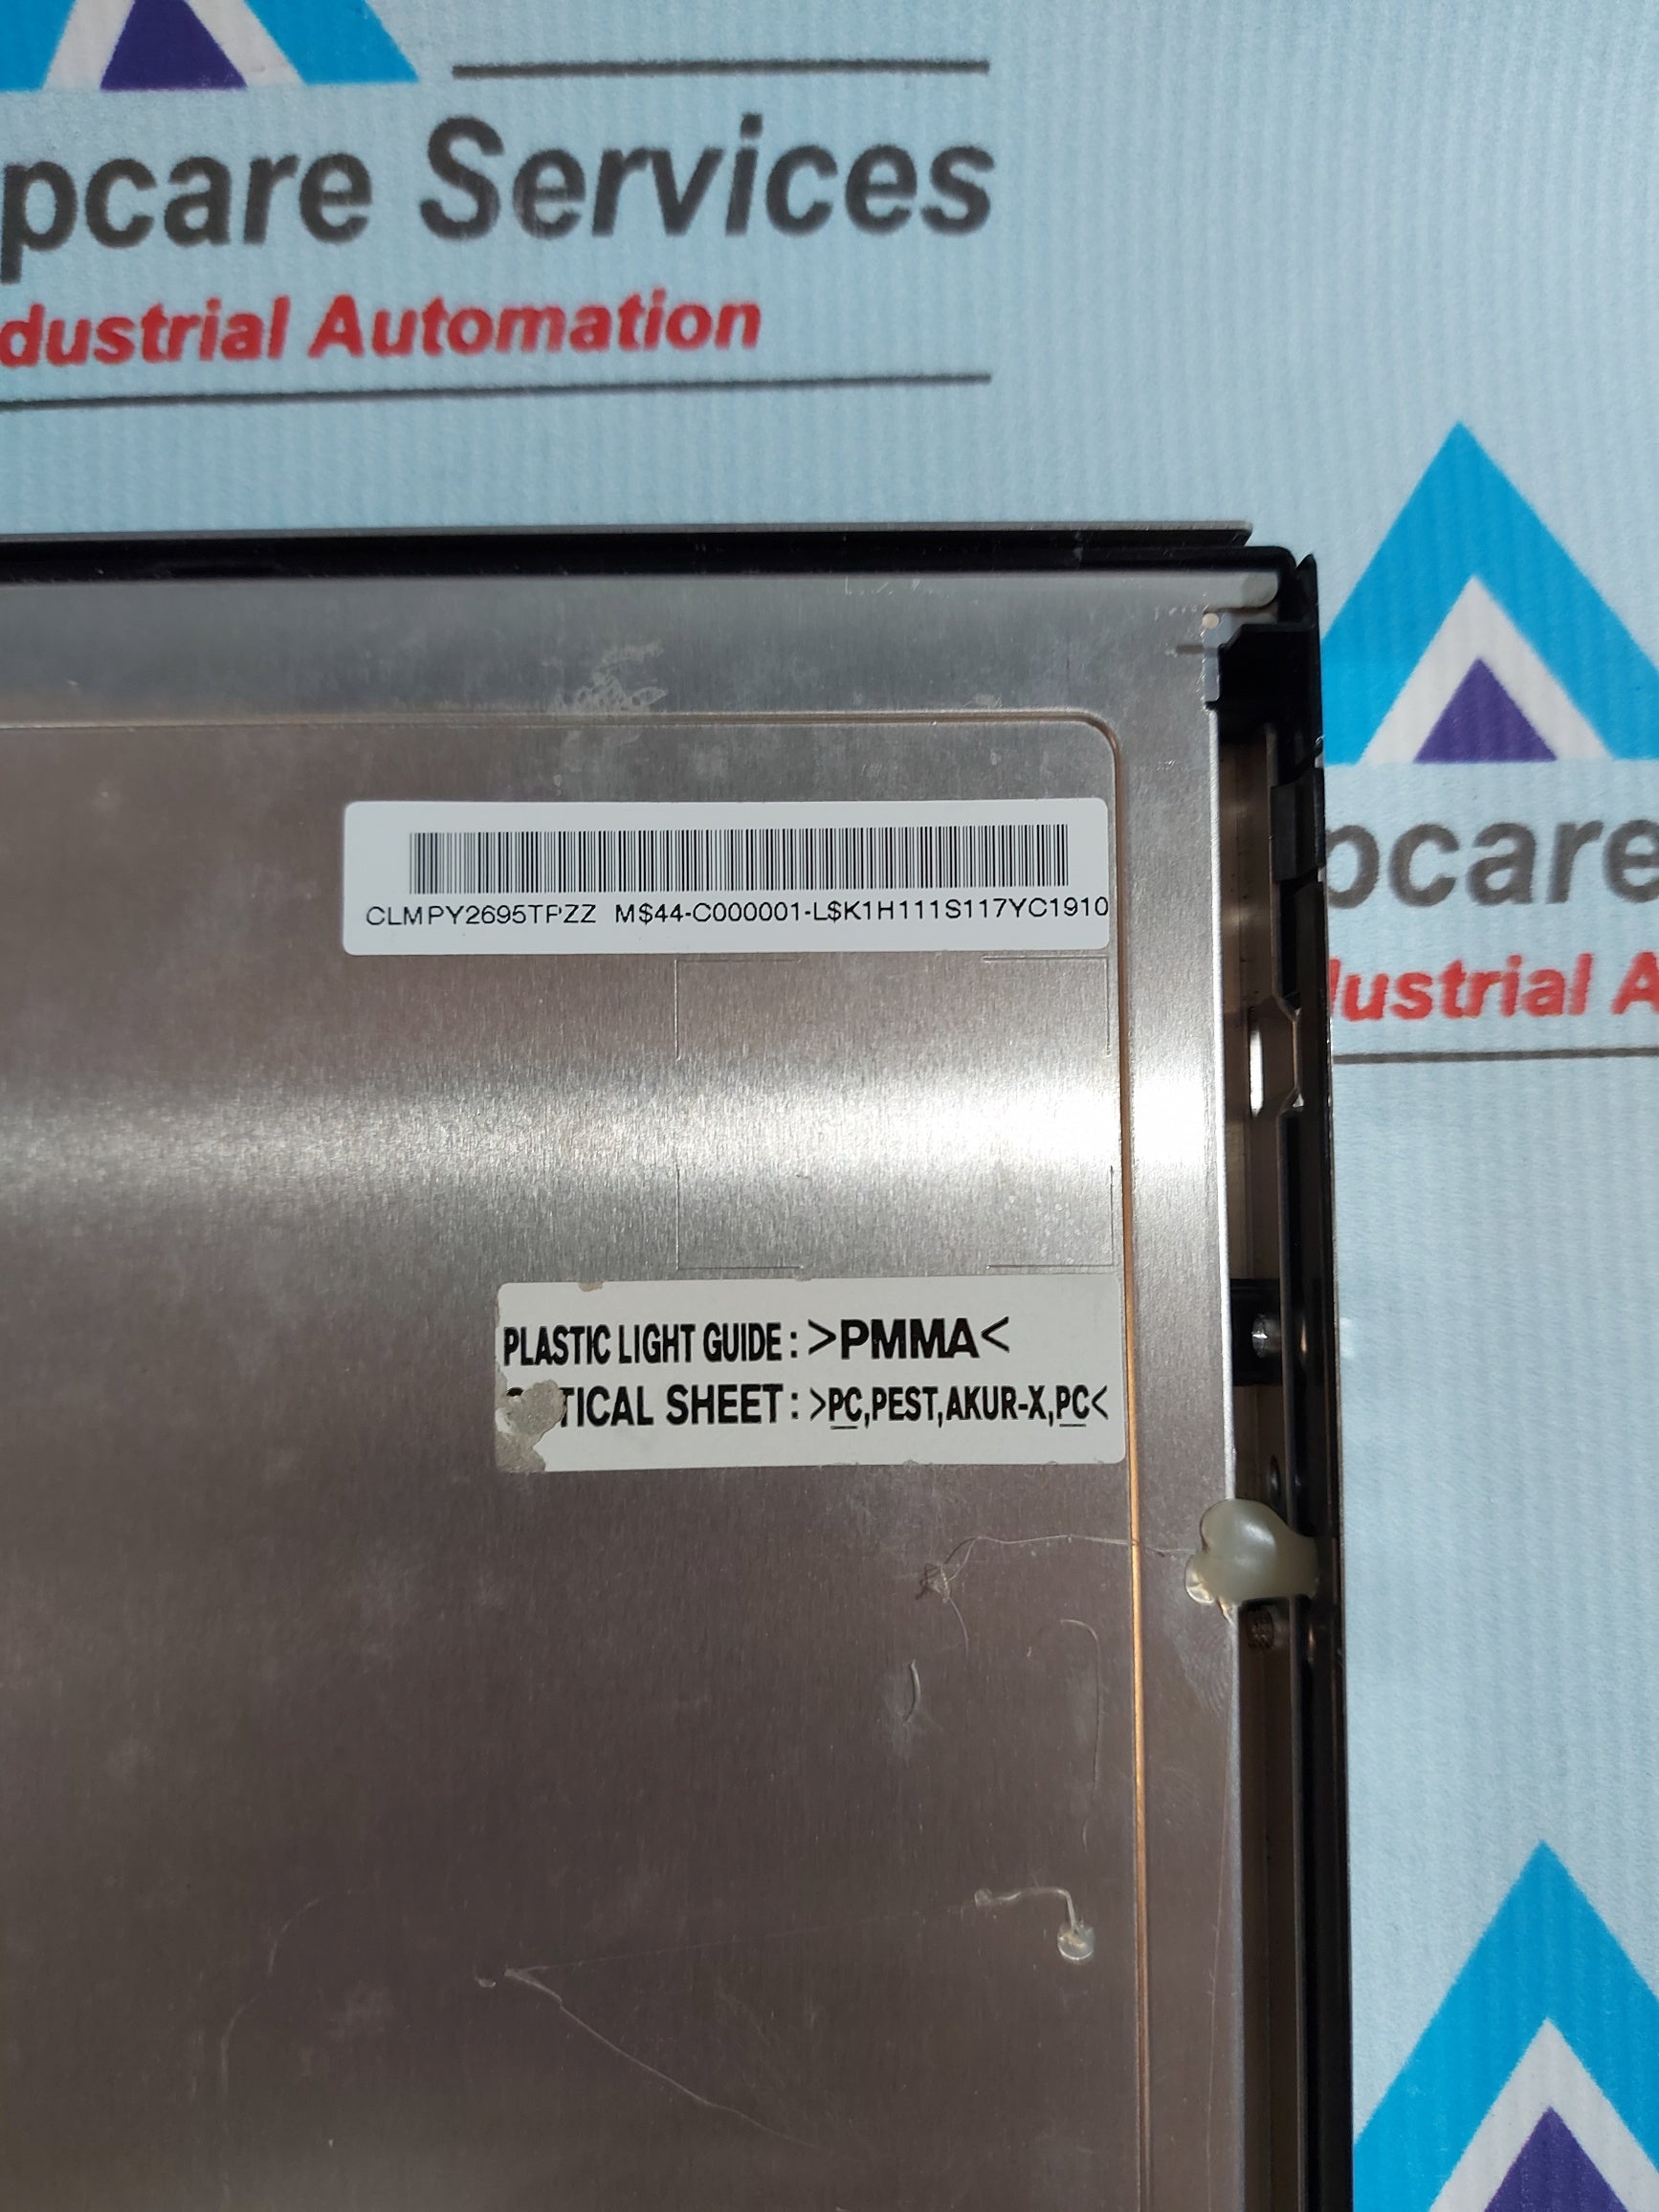 pcare Services
dustrial Automation
pcare
dustrial A
CLMPY2695TPZZ M$44-C000001-L$K1H111S117YC1910
PLASTIC LIGHT GUIDE : >PMMA<
TICAL SHEET : >PC,PEST,AKUR-X,PC<